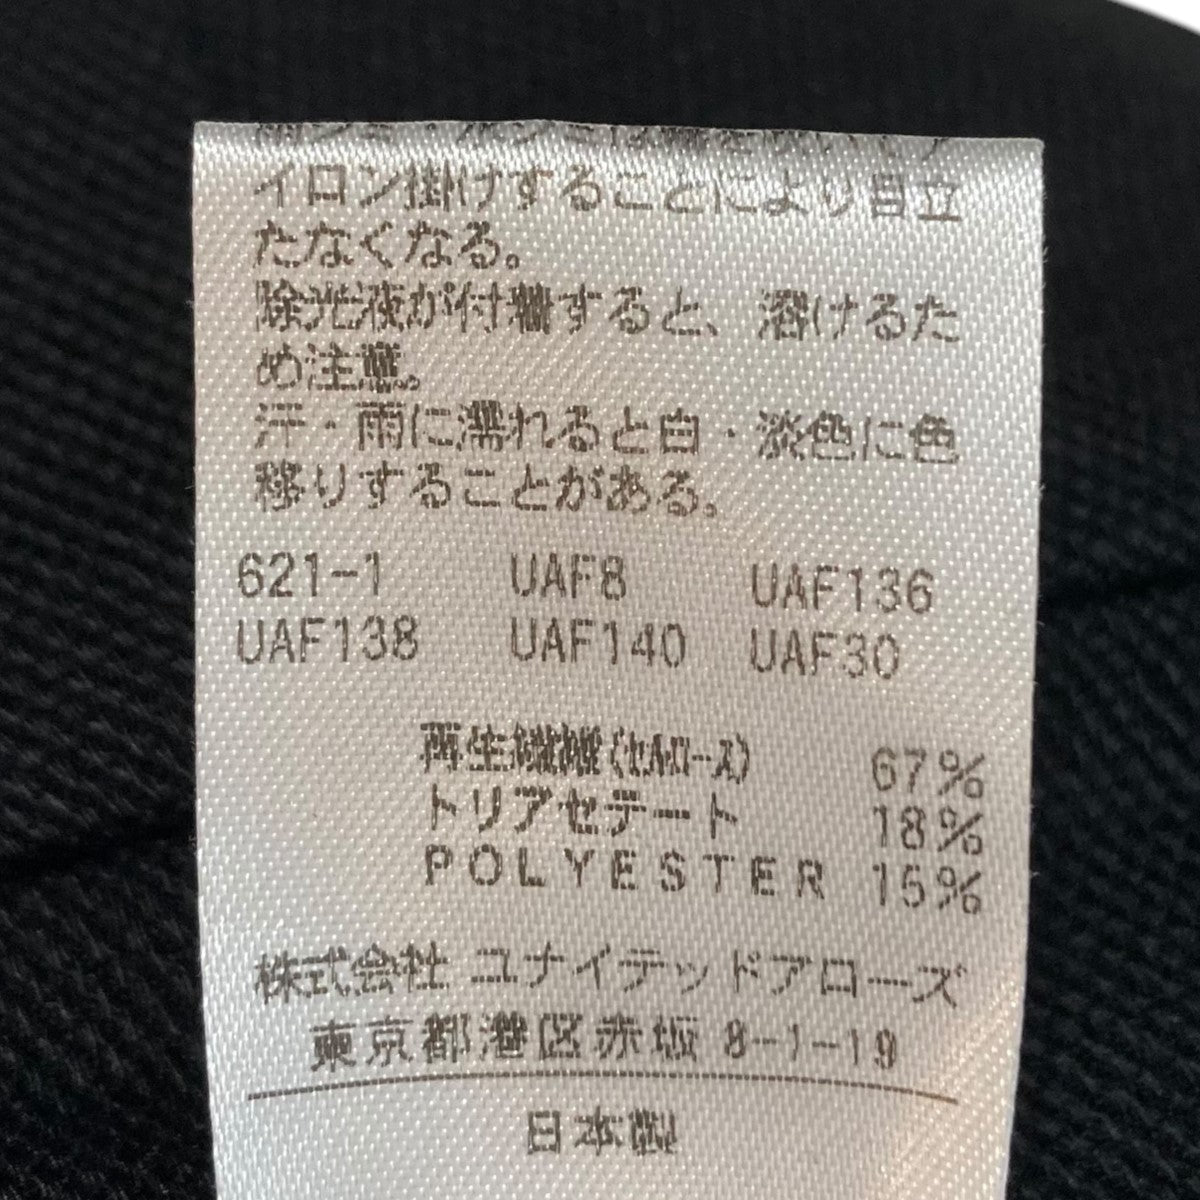 イロン掛けすることにより目立
たなくなる。
除光液が付着すると、溶けるた
め注意。
汗・雨に濡れると白・淡色に色
移りすることがある。
621-1 UAF8 UAF136
UAF138 UAF140 UAF30
再生繊維(セルロース) 67%
トリアセテート 18%
POLYESTER 15%
株式会社 ユナイテッドアローズ
東京都港区赤坂 8-1-19
日本製